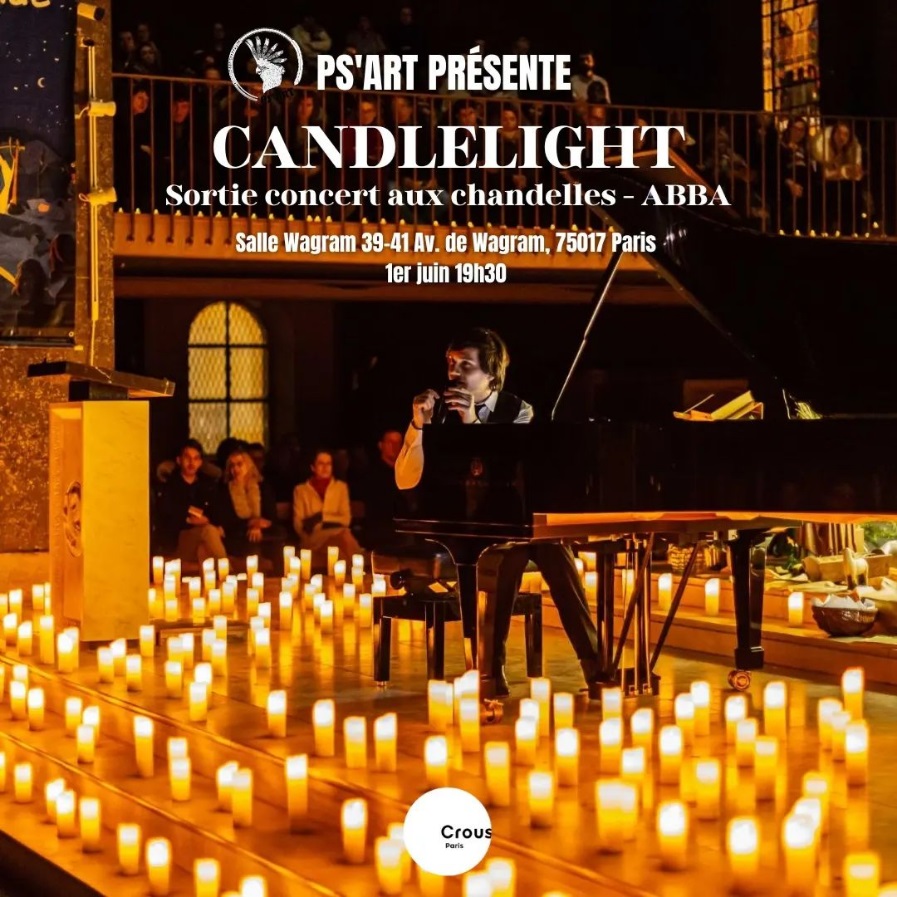 PS'ART PRÉSENTE
CANDLELIGHT
Sortie concert aux chandelles - ABBA
Salle Wagram 39-41 Av. de Wagram, 75017 Paris
1er juin 19h30
Crous
Paris